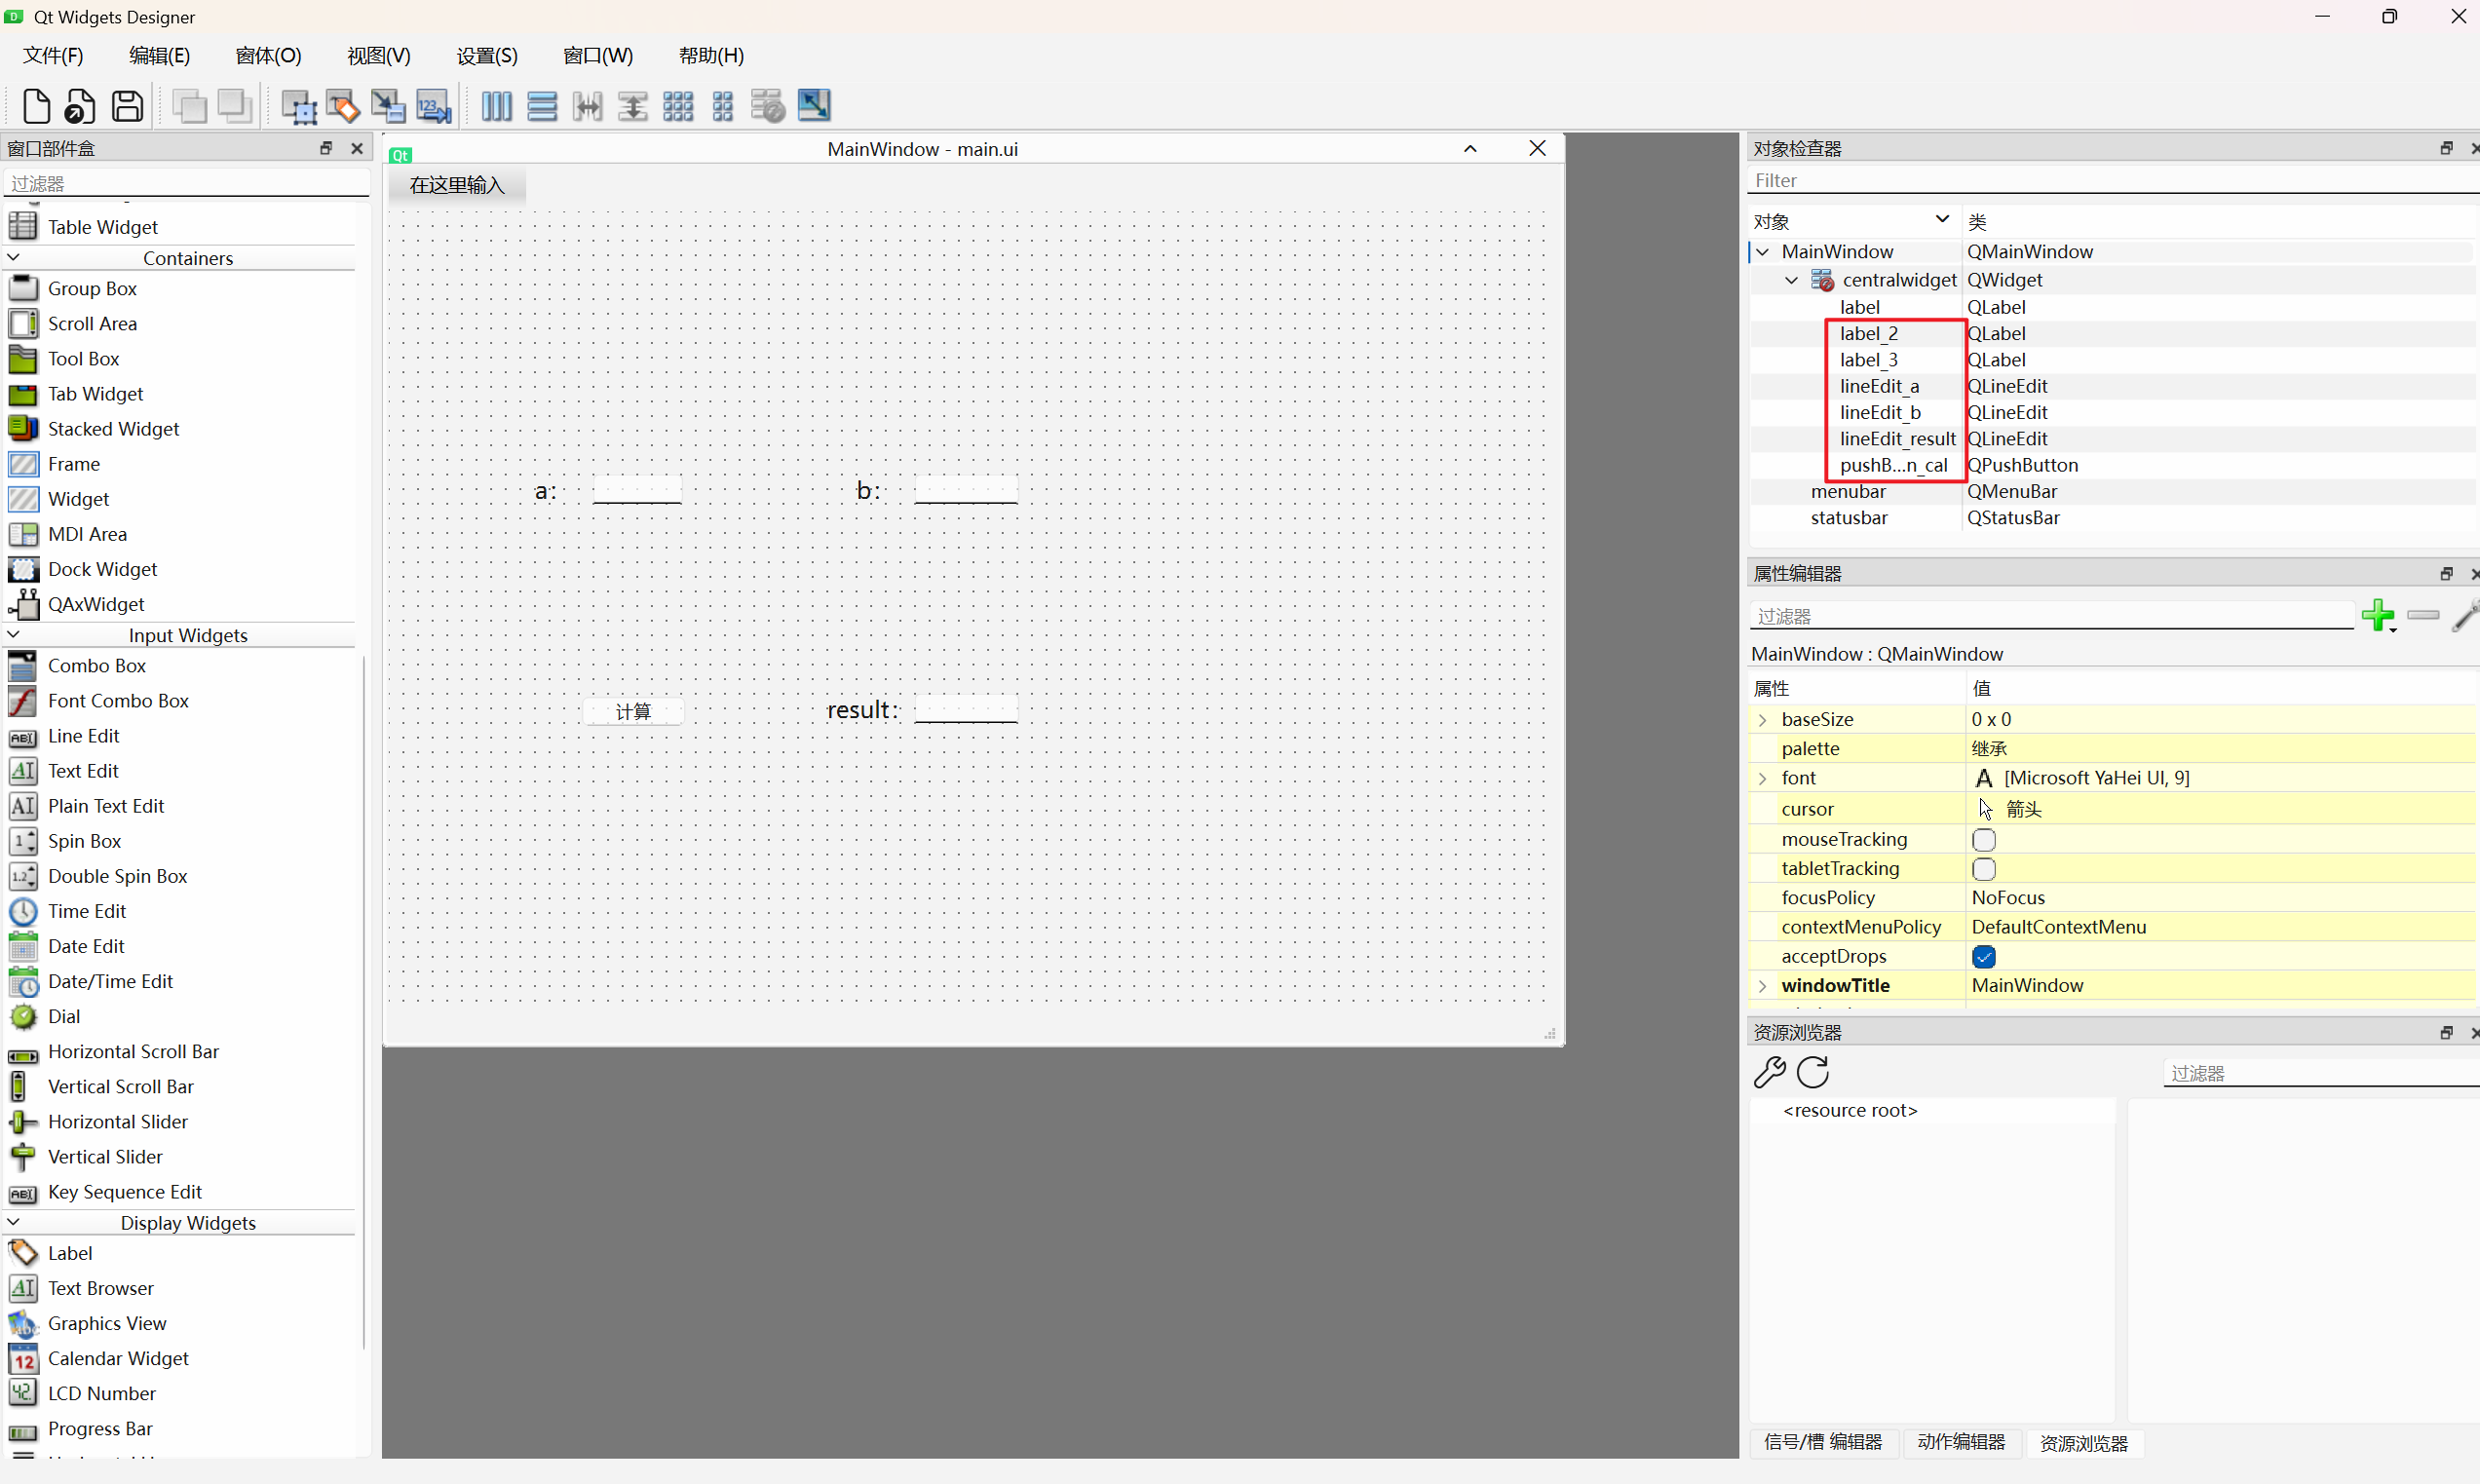 Qt Widgets Designer
文件(F) 编辑(E) 窗体(O) 视图(V) 设置(S) 窗口(W) 帮助(H)
窗口部件盒
过滤器
Table Widget
Containers
Group Box
Scroll Area
Tool Box
Tab Widget
Stacked Widget
Frame
Widget
MDI Area
Dock Widget
QAxWidget
Input Widgets
Combo Box
Font Combo Box
Line Edit
Text Edit
Plain Text Edit
Spin Box
Double Spin Box
Time Edit
Date Edit
Date/Time Edit
Dial
Horizontal Scroll Bar
Vertical Scroll Bar
Horizontal Slider
Vertical Slider
Key Sequence Edit
Display Widgets
Label
Text Browser
Graphics View
Calendar Widget
LCD Number
Progress Bar
MainWindow - main.ui
在这里输入
a: b:
计算 result:
对象检查器
Filter
对象 类
MainWindow QMainWindow
centralwidget QWidget
label QLabel
label_2 QLabel
label_3 QLabel
lineEdit_a QLineEdit
lineEdit_b QLineEdit
lineEdit_result QLineEdit
pushB...n_cal QPushButton
menubar QMenuBar
statusbar QStatusBar
属性编辑器
过滤器
MainWindow : QMainWindow
属性 值
baseSize 0 x 0
palette 继承
font A [Microsoft YaHei UI, 9]
cursor 箭头
mouseTracking
tabletTracking
focusPolicy NoFocus
contextMenuPolicy DefaultContextMenu
acceptDrops
windowTitle MainWindow
资源浏览器
过滤器
<resource root>
信号/槽 编辑器 动作编辑器 资源浏览器